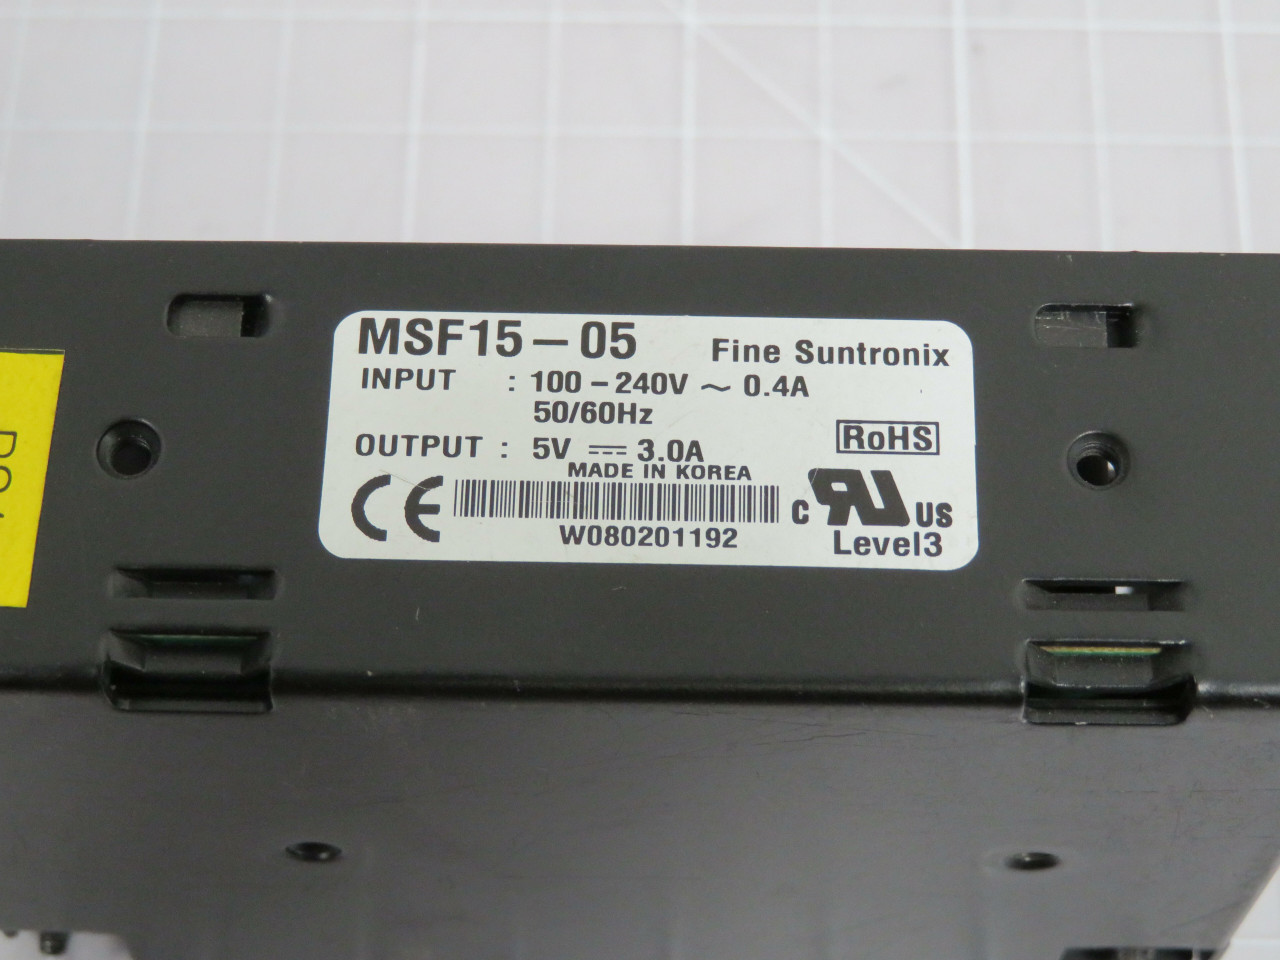 MSF15-05 Fine Suntronix
INPUT : 100-240V ~ 0.4A
50/60Hz
OUTPUT : 5V ⎓ 3.0A
RoHS
MADE IN KOREA
CE
W080201192
c RU US
Level3